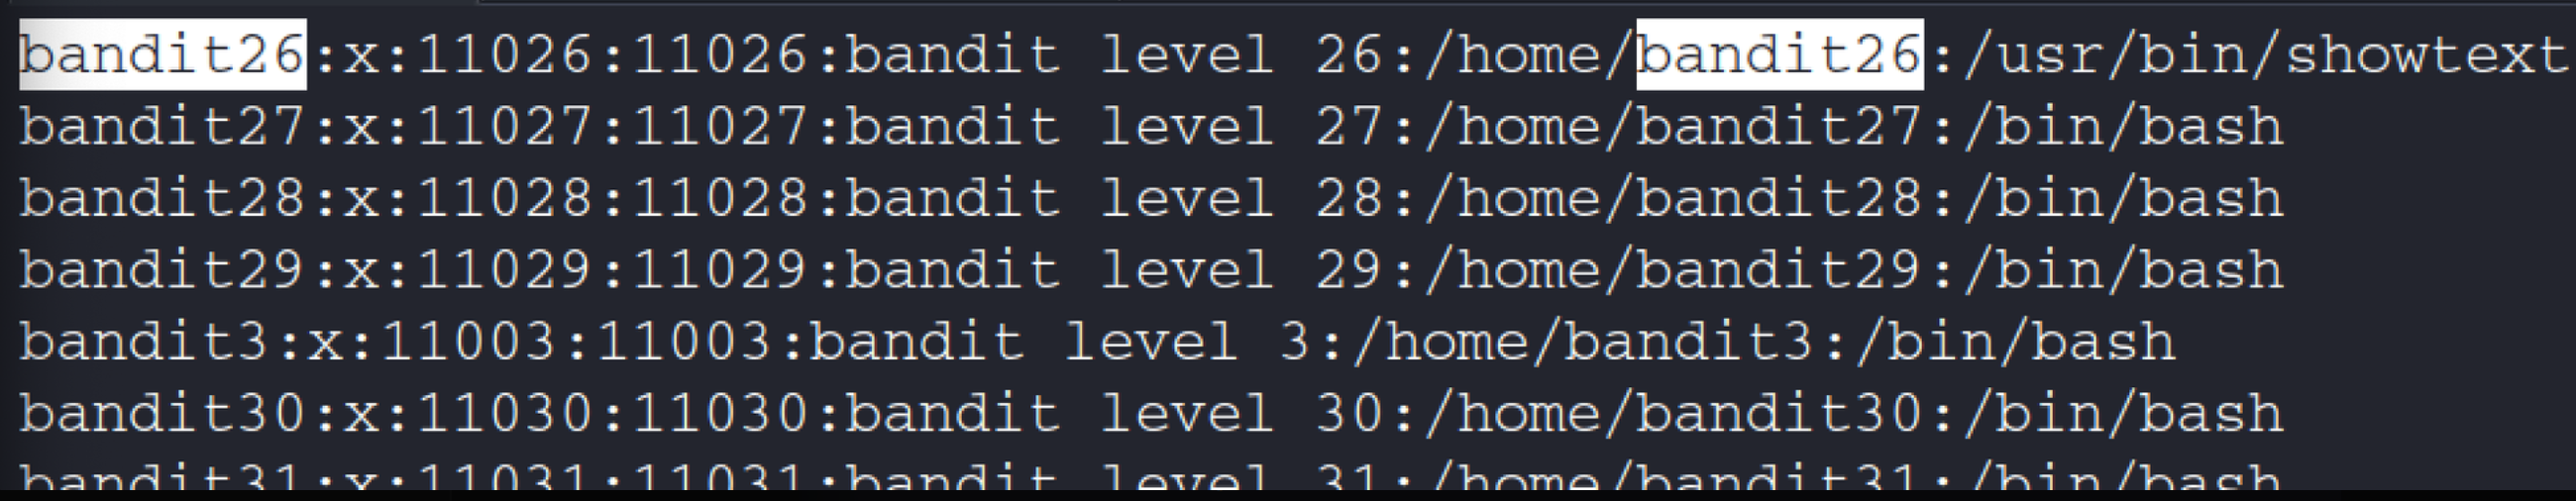 bandit26:x:11026:11026:bandit level 26:/home/bandit26:/usr/bin/showtext
bandit27:x:11027:11027:bandit level 27:/home/bandit27:/bin/bash
bandit28:x:11028:11028:bandit level 28:/home/bandit28:/bin/bash
bandit29:x:11029:11029:bandit level 29:/home/bandit29:/bin/bash
bandit3:x:11003:11003:bandit level 3:/home/bandit3:/bin/bash
bandit30:x:11030:11030:bandit level 30:/home/bandit30:/bin/bash
bandit31:x:11031:11031:bandit level 31:/home/bandit31:/bin/bash